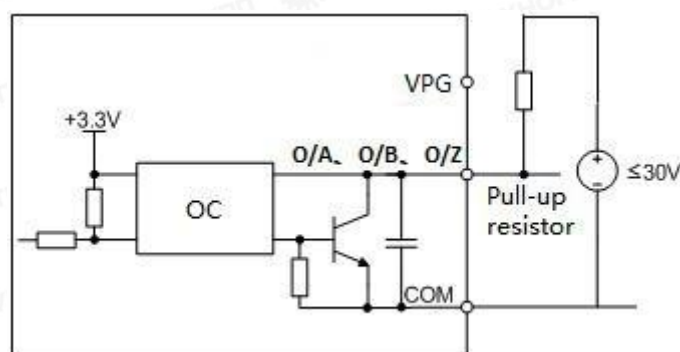 VPG
+3.3V
O/A、 O/B、 O/Z
OC
Pull-up
resistor
≤30V
+
−
COM